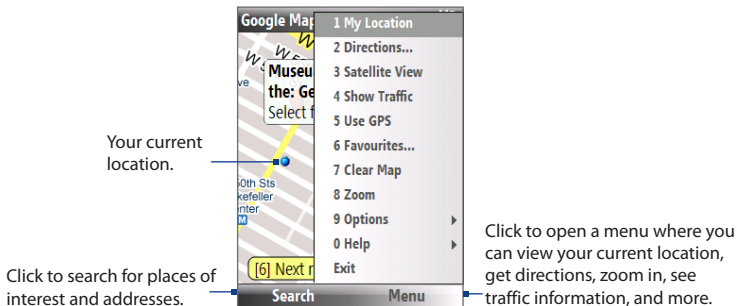 Google Map
1 My Location
2 Directions...
3 Satellite View
4 Show Traffic
5 Use GPS
6 Favourites...
7 Clear Map
8 Zoom
9 Options
0 Help
Exit
Museu
the: Ge
Select f
W
W
ve
50th Sts
kefeller
enter
M
[6] Next
Search
Menu
Your current
location.
Click to search for places of
interest and addresses.
Click to open a menu where you
can view your current location,
get directions, zoom in, see
traffic information, and more.